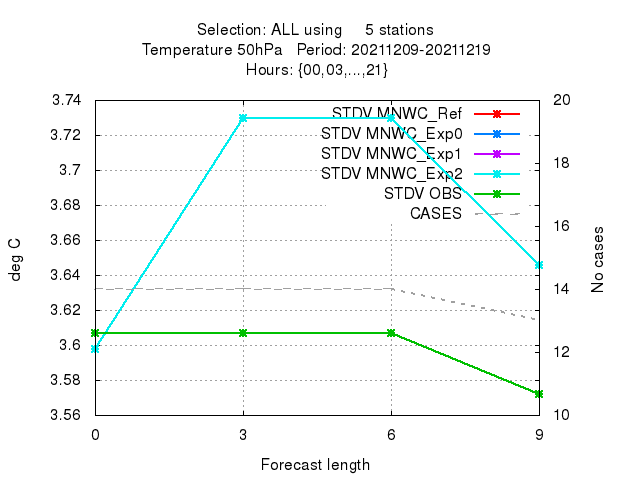 Selection: ALL using 5 stations
Temperature 50hPa Period: 20211209-20211219
Hours: {00,03,...,21}
3.74
3.72
3.7
3.68
3.66
3.64
3.62
3.6
3.58
3.56
deg C
STDV MNWC_Ref
STDV MNWC_Exp0
STDV MNWC_Exp1
STDV MNWC_Exp2
STDV OBS
CASES
20
18
16
14
12
10
No cases
0 3 6 9
Forecast length